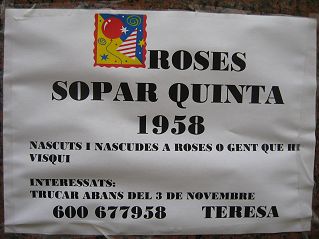 ROSES
SOPAR QUINTA
1958
NASCUTS I NASCUDES A ROSES O GENT QUE HI
VISQUI
INTERESSATS:
TRUCAR ABANS DEL 3 DE NOVEMBRE
600 677958 TERESA